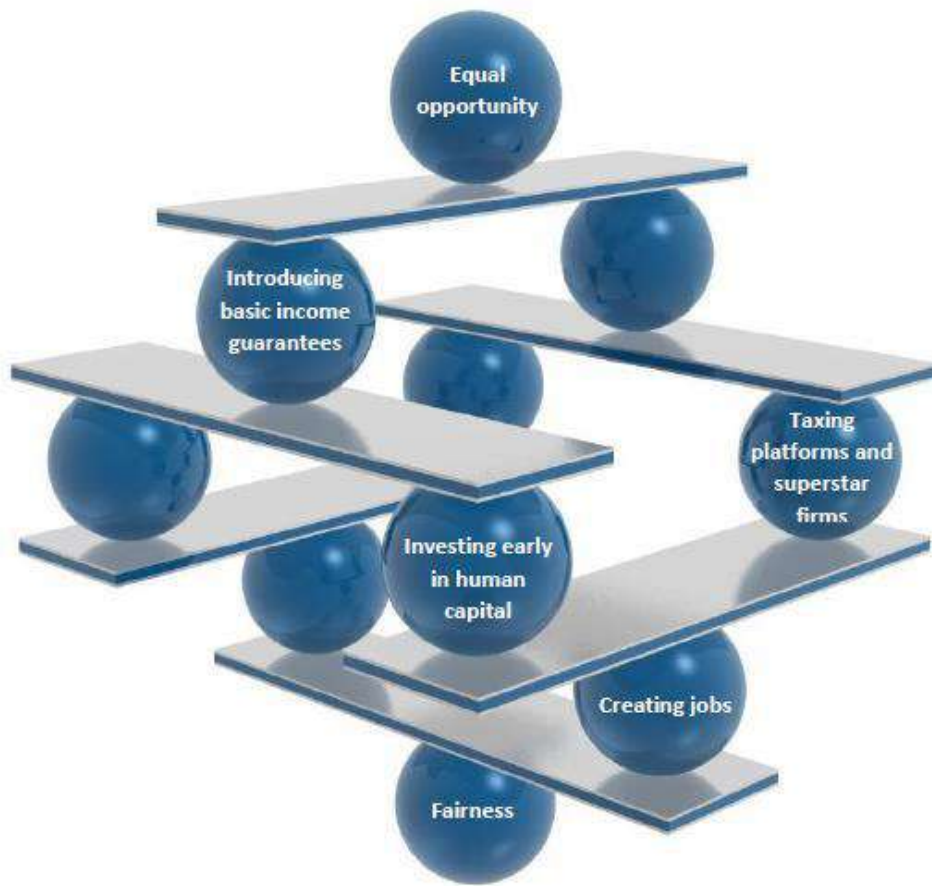 Equal
opportunity
Introducing
basic income
guarantees
Taxing
platforms and
superstar
firms
Investing early
in human
capital
Creating jobs
Fairness